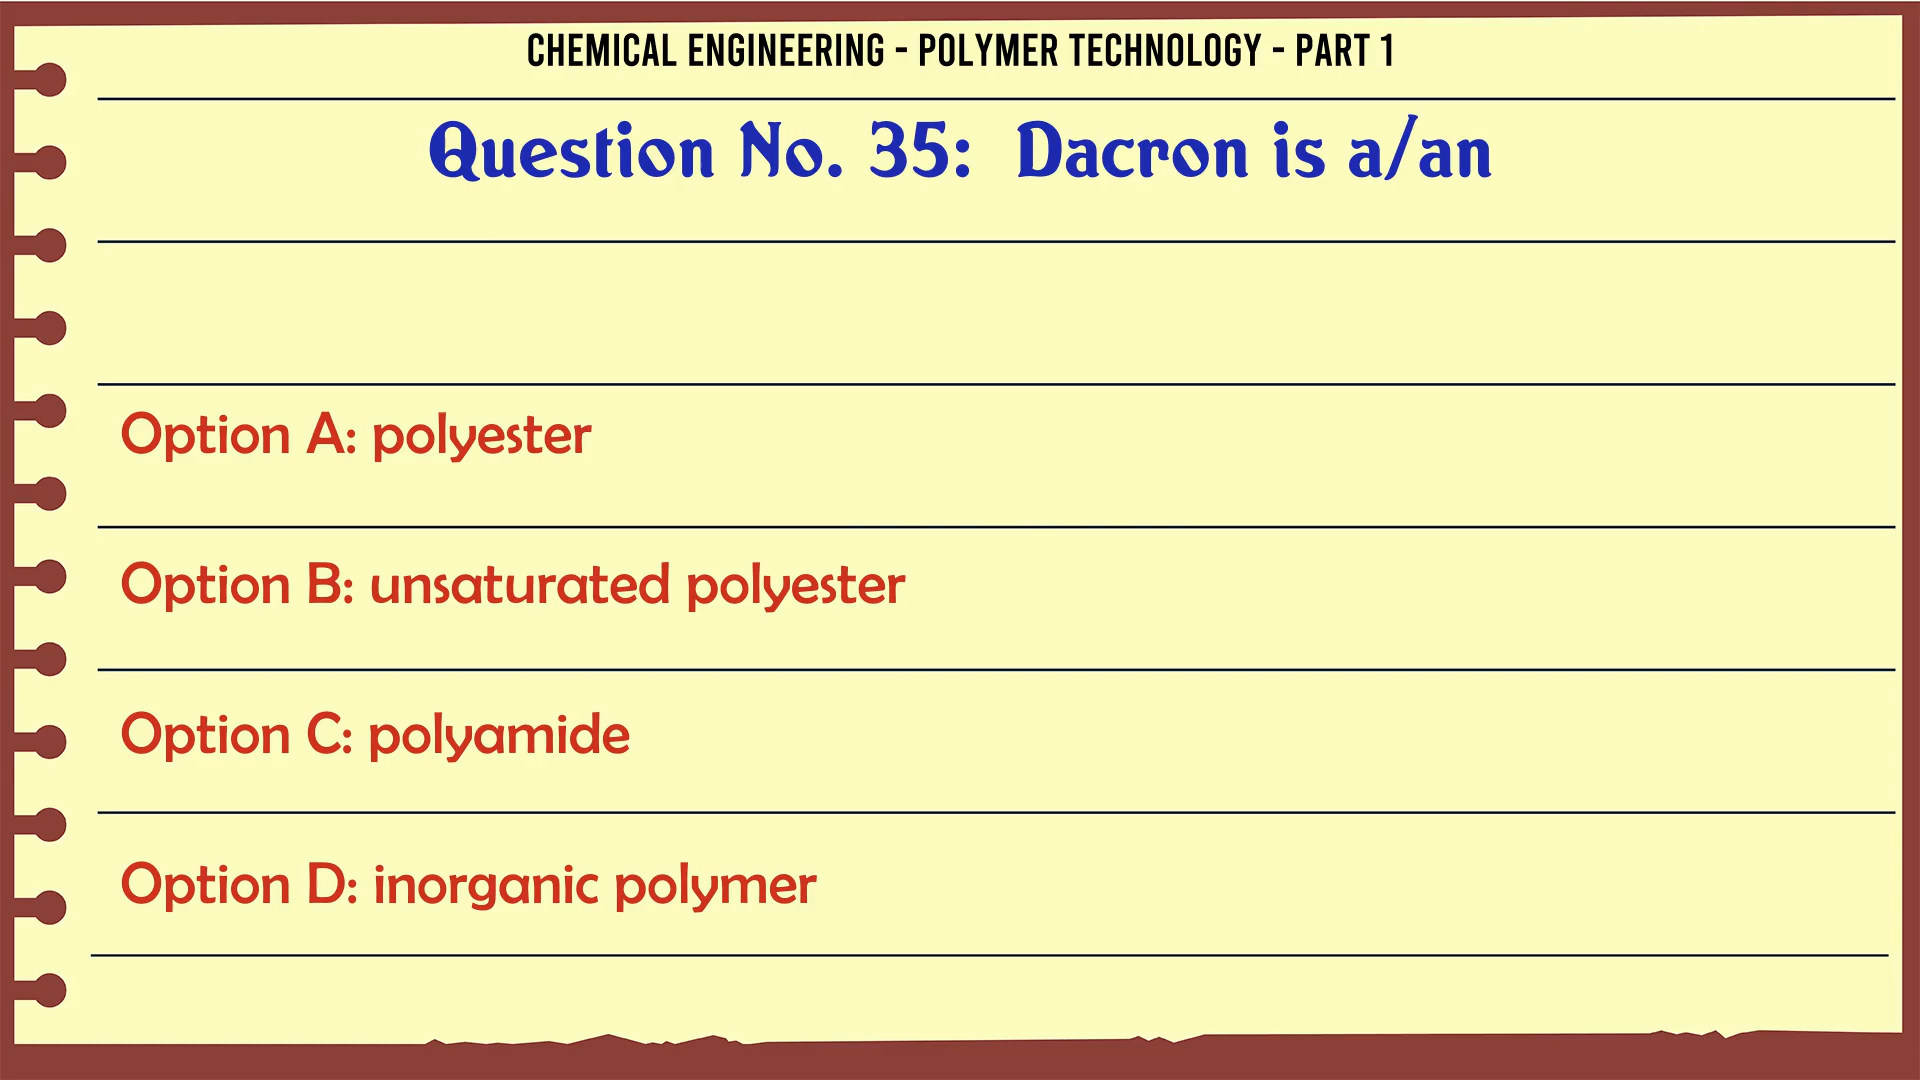 CHEMICAL ENGINEERING - POLYMER TECHNOLOGY - PART 1
Question No. 35: Dacron is a/an
Option A: polyester
Option B: unsaturated polyester
Option C: polyamide
Option D: inorganic polymer